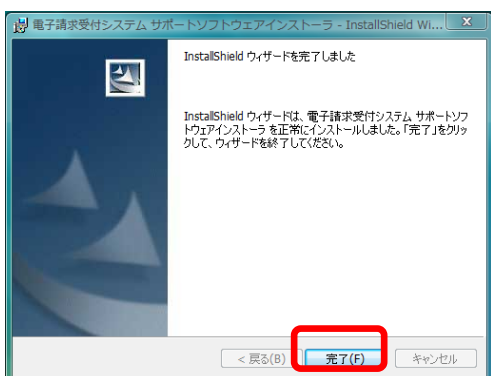 電子請求受付システム サポートソフトウェアインストーラ - InstallShield Wi...
InstallShield ウィザードを完了しました
InstallShield ウィザードは、電子請求受付システム サポートソフ
トウェアインストーラ を正常にインストールしました。「完了」をクリッ
クして、ウィザードを終了してください。
< 戻る(B)
完了(F)
キャンセル